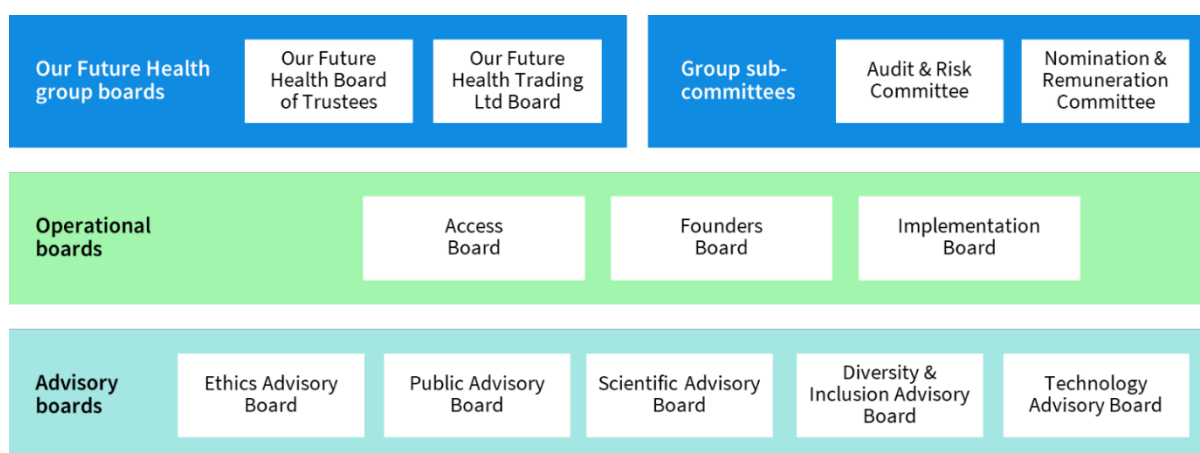 Our Future Health
group boards
Our Future
Health Board
of Trustees
Our Future
Health Trading
Ltd Board
Group sub-
committees
Audit & Risk
Committee
Nomination &
Remuneration
Committee
Operational
boards
Access
Board
Founders
Board
Implementation
Board
Advisory
boards
Ethics Advisory
Board
Public Advisory
Board
Scientific Advisory
Board
Diversity &
Inclusion Advisory
Board
Technology
Advisory Board